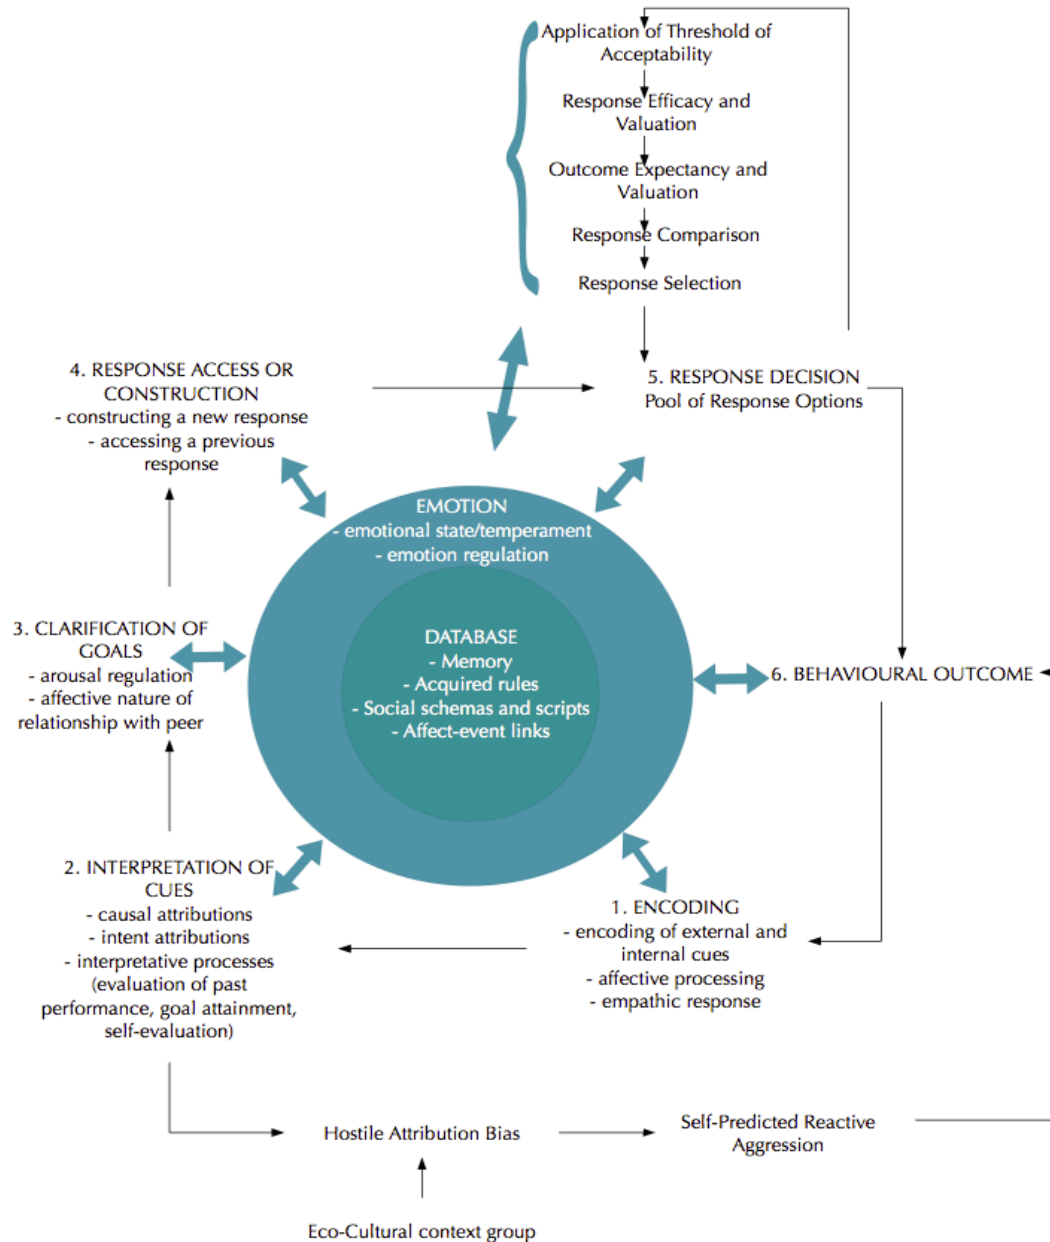 Application of Threshold of
Acceptability
Response Efficacy and
Valuation
Outcome Expectancy and
Valuation
Response Comparison
Response Selection
4. RESPONSE ACCESS OR
CONSTRUCTION
- constructing a new response
- accessing a previous
response
5. RESPONSE DECISION
Pool of Response Options
EMOTION
- emotional state/temperament
- emotion regulation
DATABASE
- Memory
- Acquired rules
- Social schemas and scripts
- Affect-event links
3. CLARIFICATION OF
GOALS
- arousal regulation
- affective nature of
relationship with peer
6. BEHAVIOURAL OUTCOME
2. INTERPRETATION OF
CUES
- causal attributions
- intent attributions
- interpretative processes
(evaluation of past
performance, goal attainment,
self-evaluation)
1. ENCODING
- encoding of external and
internal cues
- affective processing
- empathic response
Hostile Attribution Bias
Self-Predicted Reactive
Aggression
Eco-Cultural context group